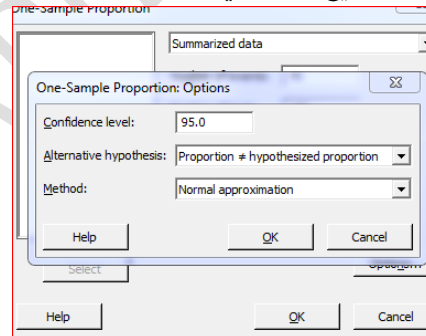 One-Sample Proportion
Summarized data
One-Sample Proportion: Options
Confidence level: 95.0
Alternative hypothesis: Proportion ≠ hypothesized proportion
Method: Normal approximation
Help OK Cancel
Select Options...
Help OK Cancel